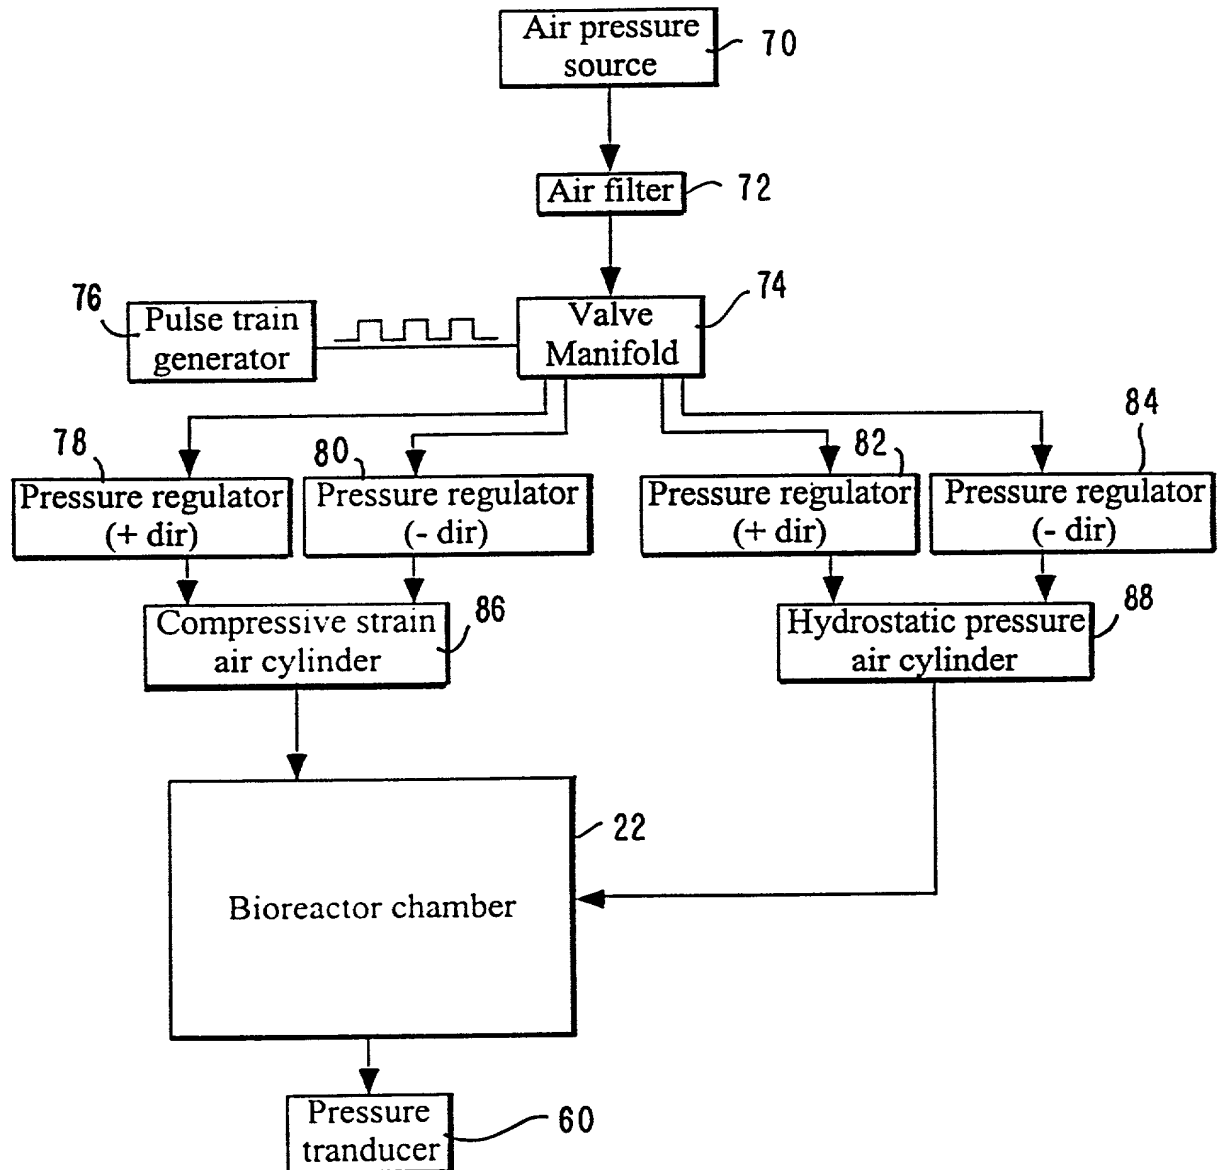 Air pressure
source
70
Air filter
72
76
Pulse train
generator
Valve
Manifold
74
78
80
82
84
Pressure regulator
(+ dir)
Pressure regulator
(- dir)
Pressure regulator
(+ dir)
Pressure regulator
(- dir)
Compressive strain
air cylinder
86
Hydrostatic pressure
air cylinder
88
22
Bioreactor chamber
Pressure
tranducer
60